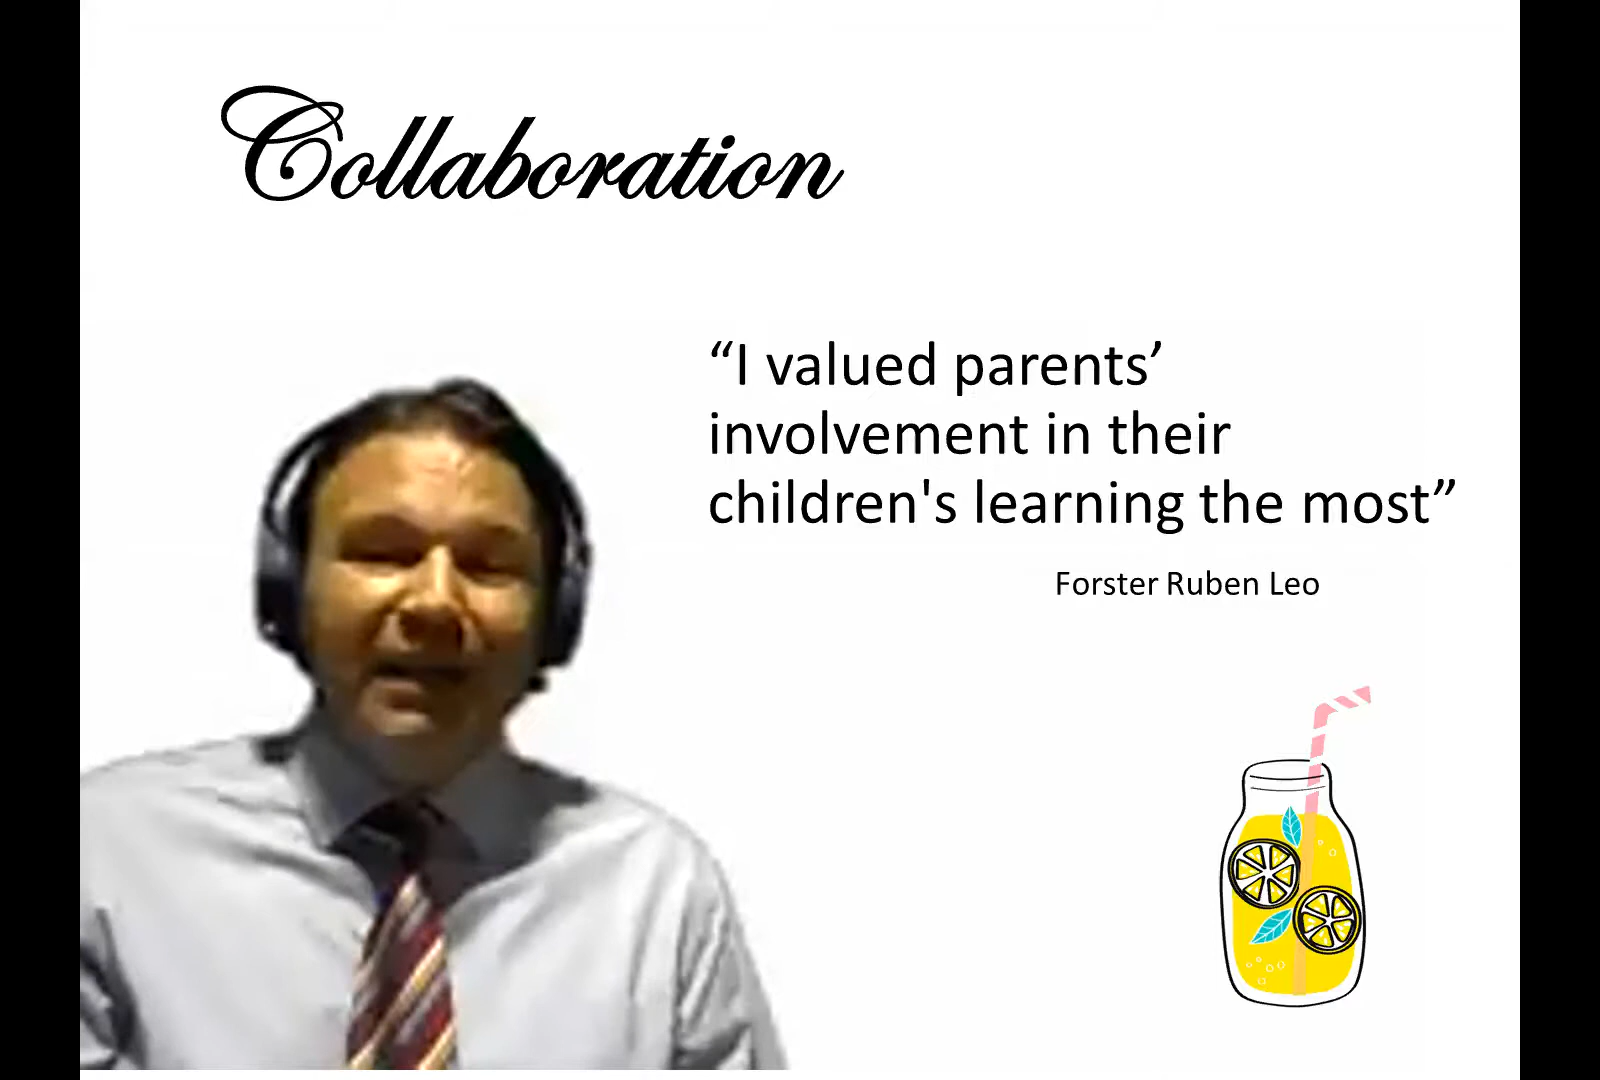 Collaboration
“I valued parents’
involvement in their
children's learning the most”
Forster Ruben Leo